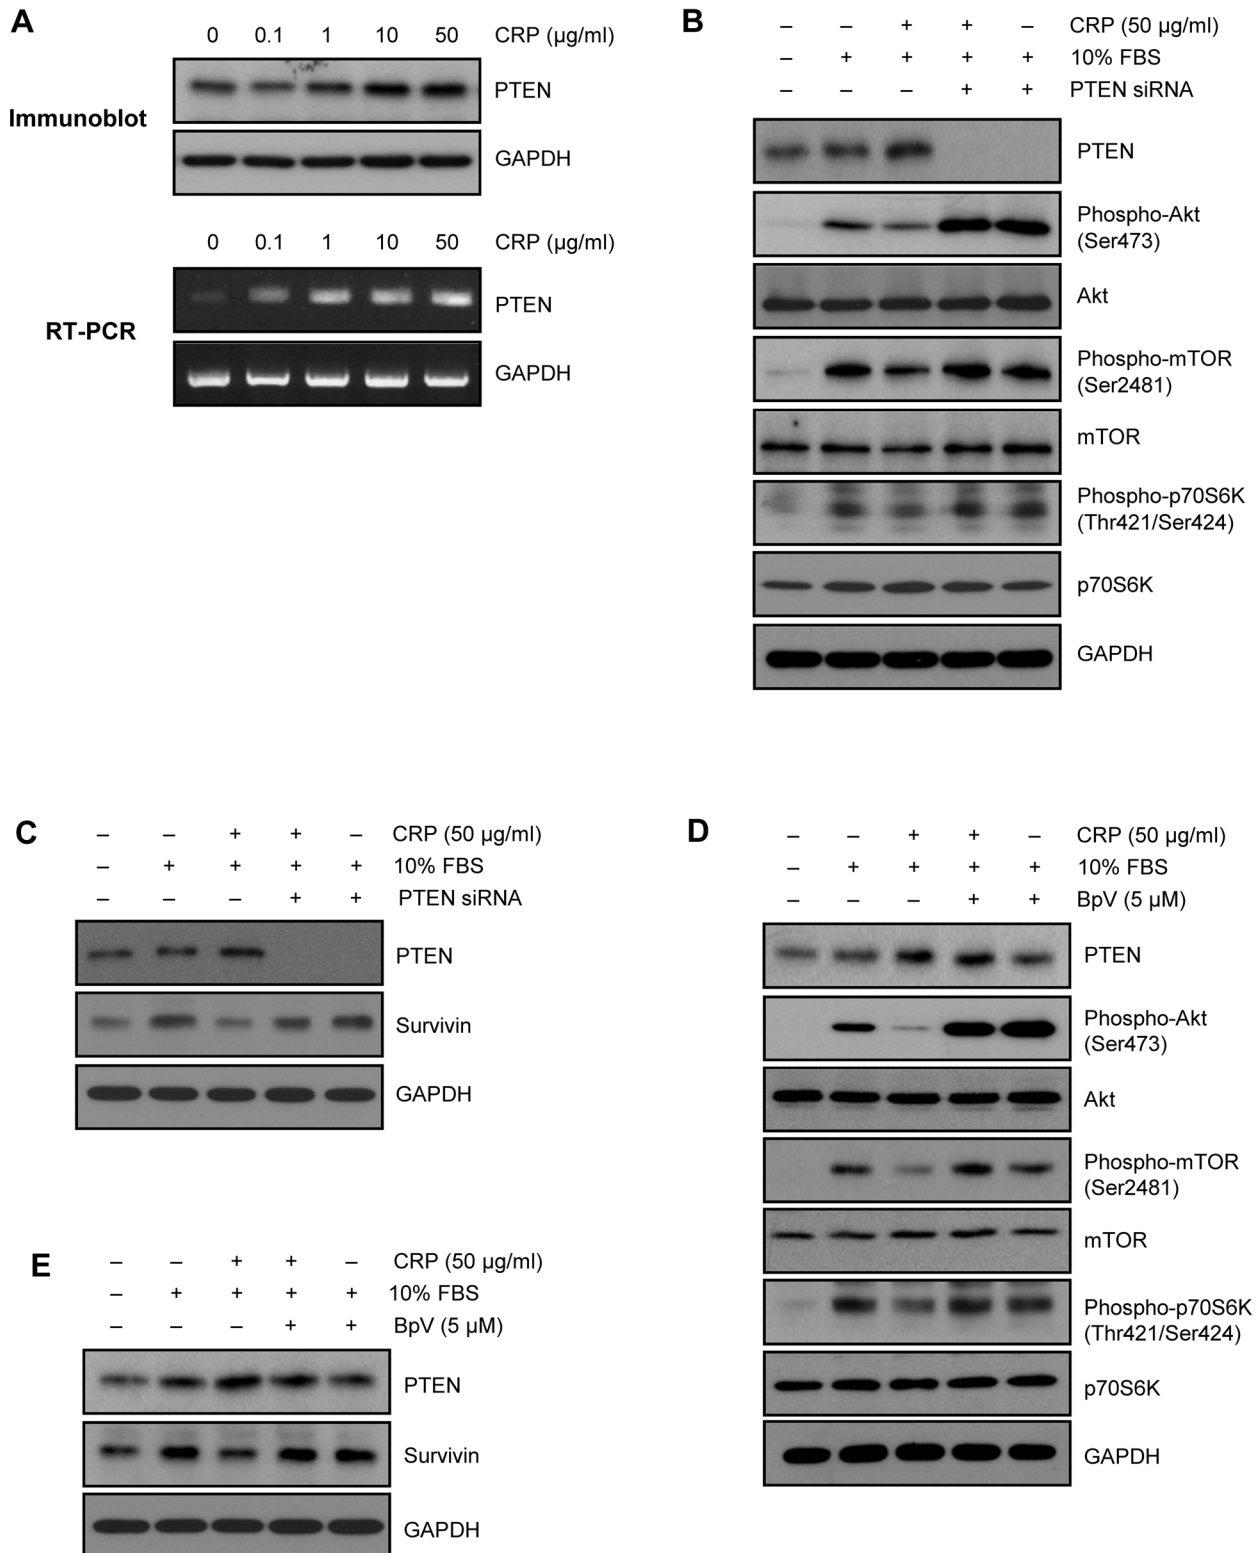 A
0 0.1 1 10 50 CRP (µg/ml)
PTEN
Immunoblot
GAPDH
0 0.1 1 10 50 CRP (µg/ml)
PTEN
RT-PCR
GAPDH
B
– – + + – CRP (50 µg/ml)
– + + + + 10% FBS
– – – + + PTEN siRNA
PTEN
Phospho-Akt
(Ser473)
Akt
Phospho-mTOR
(Ser2481)
mTOR
Phospho-p70S6K
(Thr421/Ser424)
p70S6K
GAPDH
C
– – + + – CRP (50 µg/ml)
– + + + + 10% FBS
– – – + + PTEN siRNA
PTEN
Survivin
GAPDH
D
– – + + – CRP (50 µg/ml)
– + + + + 10% FBS
– – – + + BpV (5 µM)
PTEN
Phospho-Akt
(Ser473)
Akt
Phospho-mTOR
(Ser2481)
mTOR
Phospho-p70S6K
(Thr421/Ser424)
p70S6K
GAPDH
E
– – + + – CRP (50 µg/ml)
– + + + + 10% FBS
– – – + + BpV (5 µM)
PTEN
Survivin
GAPDH